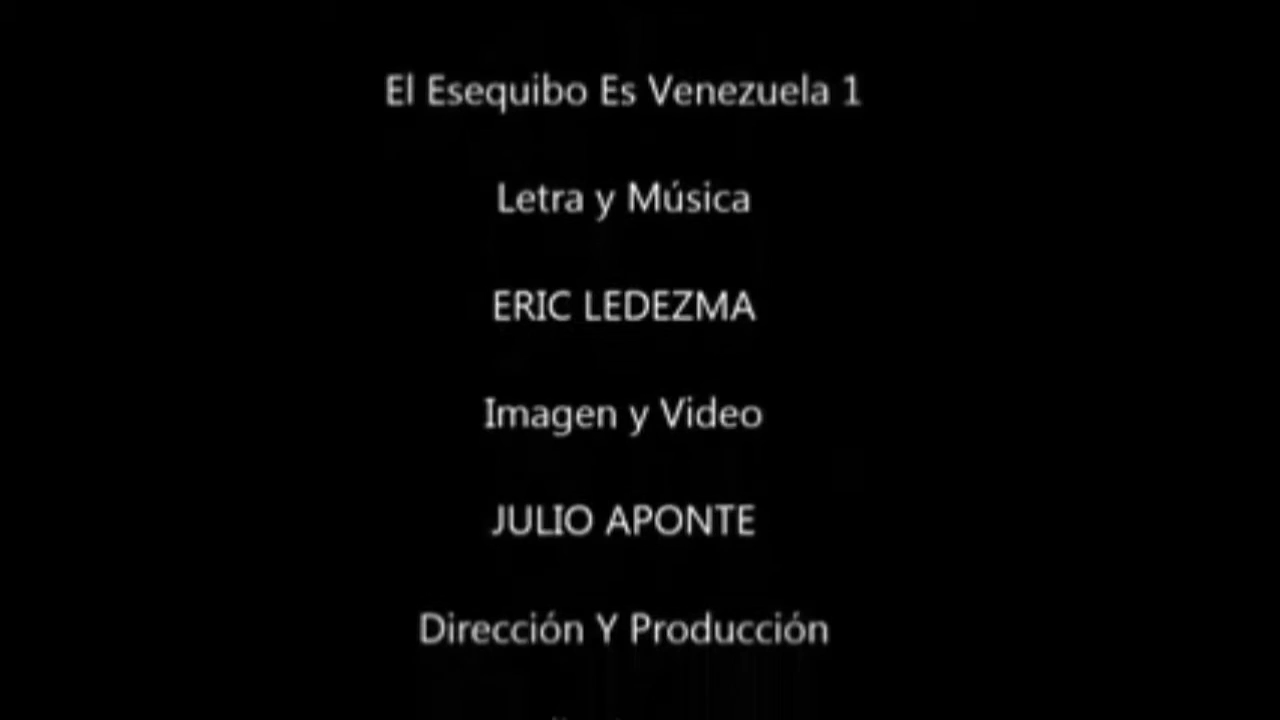 El Esequibo Es Venezuela 1
Letra y Música
ERIC LEDEZMA
Imagen y Video
JULIO APONTE
Dirección Y Producción